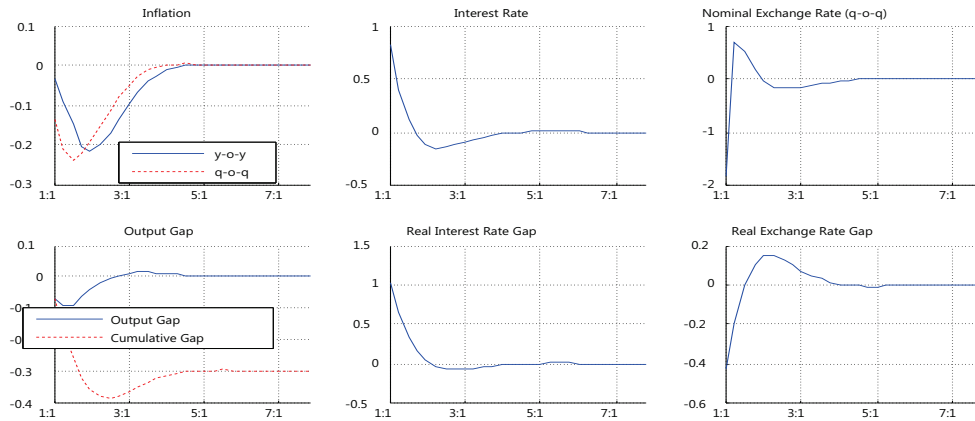 Inflation
0.1
0
-0.1
-0.2
-0.3
y-o-y
q-o-q
1:1 3:1 5:1 7:1
Interest Rate
1
0.5
0
-0.5
1:1 3:1 5:1 7:1
Nominal Exchange Rate (q-o-q)
1
0
-1
-2
1:1 3:1 5:1 7:1
Output Gap
0.1
0
-0.3
-0.4
Output Gap
Cumulative Gap
1:1 3:1 5:1 7:1
Real Interest Rate Gap
1.5
1
0.5
0
-0.5
1:1 3:1 5:1 7:1
Real Exchange Rate Gap
0.2
0
-0.2
-0.4
-0.6
1:1 3:1 5:1 7:1